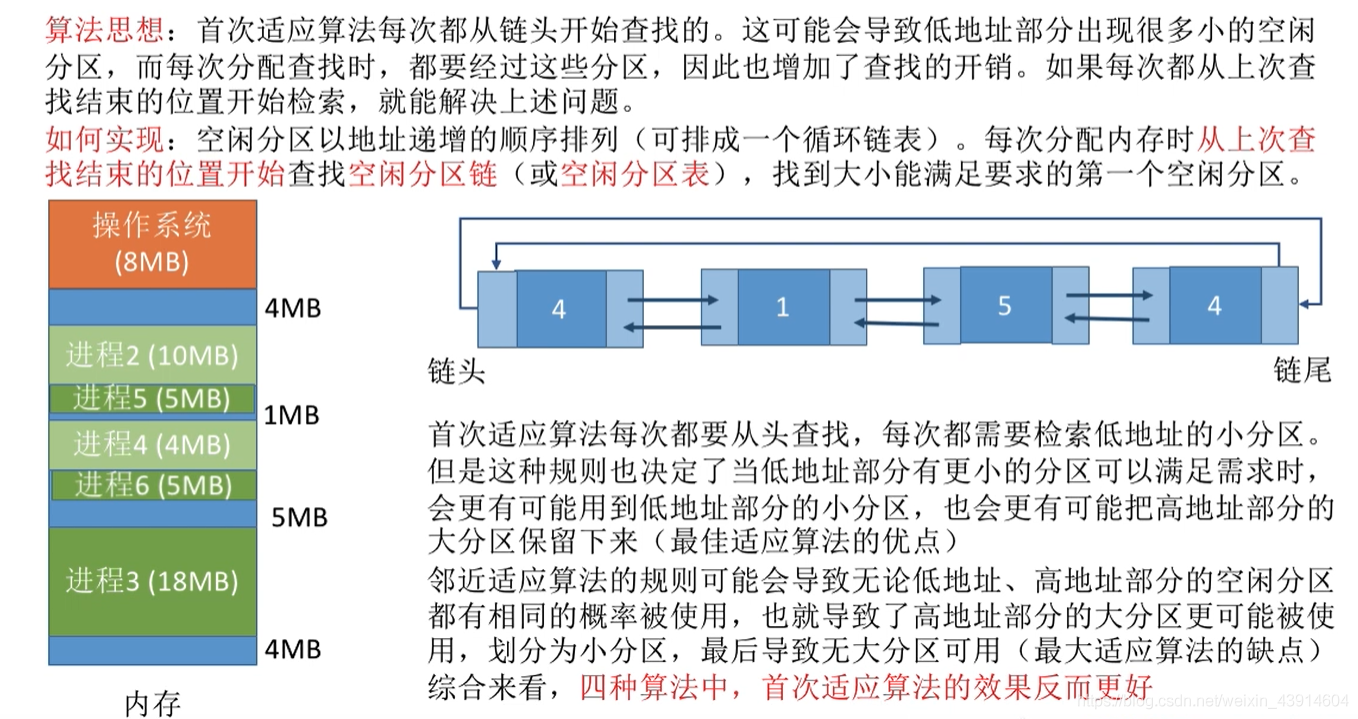 算法思想：首次适应算法每次都从链头开始查找的。这可能会导致低地址部分出现很多小的空闲
分区，而每次分配查找时，都要经过这些分区，因此也增加了查找的开销。如果每次都从上次查
找结束的位置开始检索，就能解决上述问题。
如何实现：空闲分区以地址递增的顺序排列（可排成一个循环链表）。每次分配内存时从上次查
找结束的位置开始查找空闲分区链（或空闲分区表），找到大小能满足要求的第一个空闲分区。
操作系统
(8MB)
4MB
进程2 (10MB)
进程5 (5MB)
1MB
进程4 (4MB)
进程6 (5MB)
5MB
进程3 (18MB)
4MB
内存
4
1
5
4
链头
链尾
首次适应算法每次都要从头查找，每次都需要检索低地址的小分区。
但是这种规则也决定了当低地址部分有更小的分区可以满足需求时，
会更有可能用到低地址部分的小分区，也会更有可能把高地址部分的
大分区保留下来（最佳适应算法的优点）
邻近适应算法的规则可能会导致无论低地址、高地址部分的空闲分区
都有相同的概率被使用，也就导致了高地址部分的大分区更可能被使
用，划分为小分区，最后导致无大分区可用（最大适应算法的缺点）
综合来看，四种算法中，首次适应算法的效果反而更好
https://blog.csdn.net/weixin_43914604